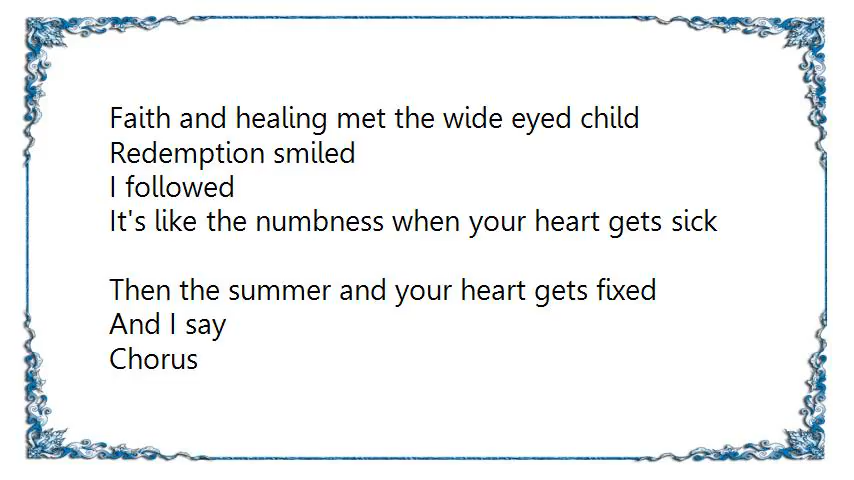 Faith and healing met the wide eyed child
Redemption smiled
I followed
It's like the numbness when your heart gets sick
Then the summer and your heart gets fixed
And I say
Chorus